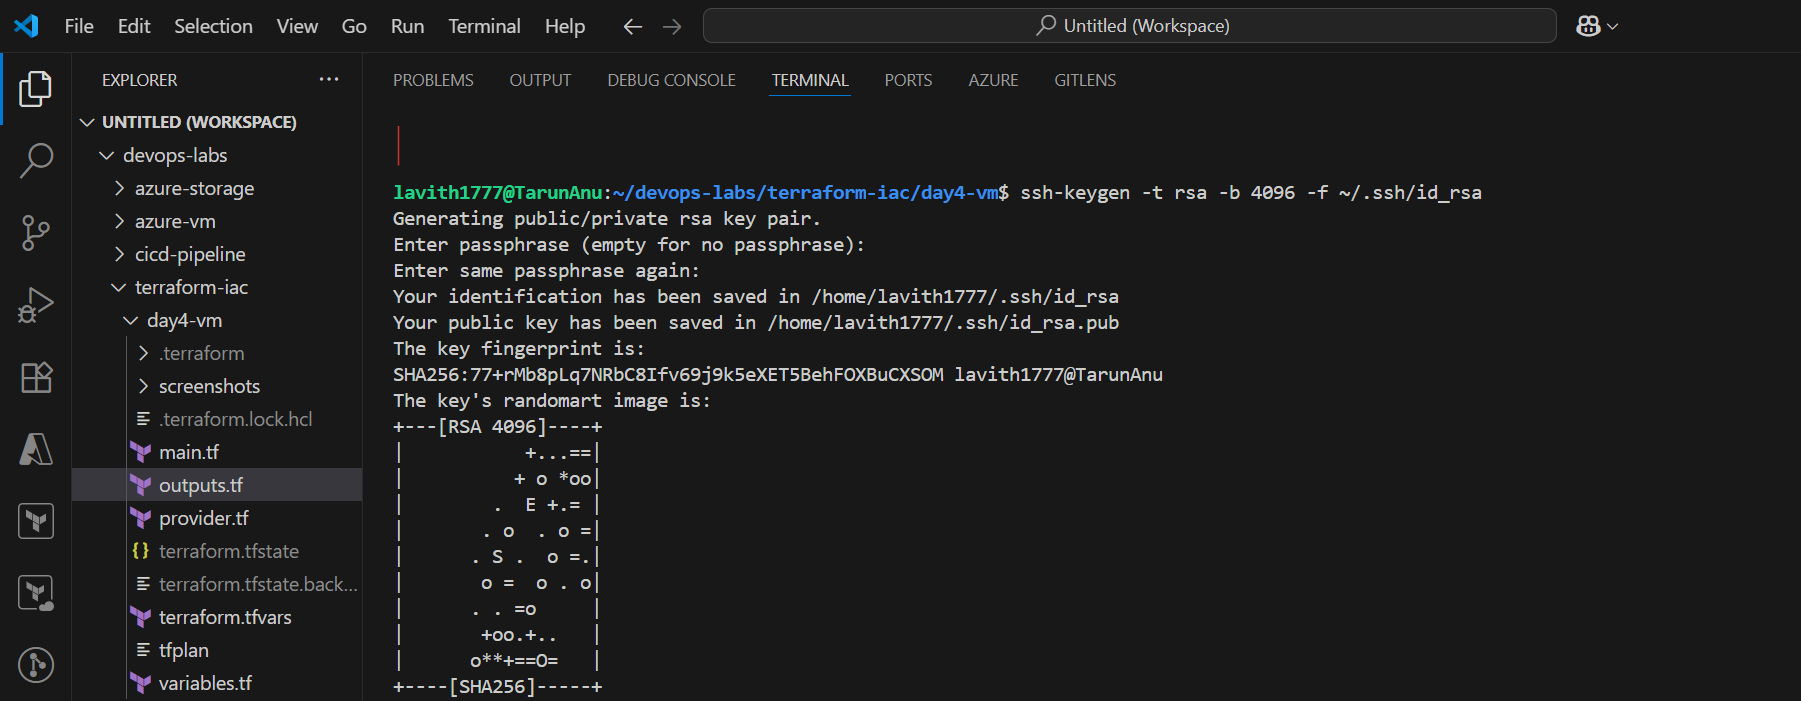 File Edit Selection View Go Run Terminal Help
Untitled (Workspace)
EXPLORER
UNTITLED (WORKSPACE)
devops-labs
azure-storage
azure-vm
cicd-pipeline
terraform-iac
day4-vm
.terraform
screenshots
.terraform.lock.hcl
main.tf
outputs.tf
provider.tf
terraform.tfstate
terraform.tfstate.back...
terraform.tfvars
tfplan
variables.tf
PROBLEMS OUTPUT DEBUG CONSOLE TERMINAL PORTS AZURE GITLENS
lavith1777@TarunAnu:~/devops-labs/terraform-iac/day4-vm$ ssh-keygen -t rsa -b 4096 -f ~/.ssh/id_rsa
Generating public/private rsa key pair.
Enter passphrase (empty for no passphrase):
Enter same passphrase again:
Your identification has been saved in /home/lavith1777/.ssh/id_rsa
Your public key has been saved in /home/lavith1777/.ssh/id_rsa.pub
The key fingerprint is:
SHA256:77+rMb8pLq7NRbC8Ifv69j9k5eXET5BehFOXBuCXSOM lavith1777@TarunAnu
The key's randomart image is:
+---[RSA 4096]----+
|           +...==|
|          + o *oo|
|        .  E +.= |
|       . o  . o =|
|      . S .  o =.|
|       o =  o . o|
|      . . =o     |
|       +oo.+..   |
|      o**+==O=   |
+----[SHA256]-----+